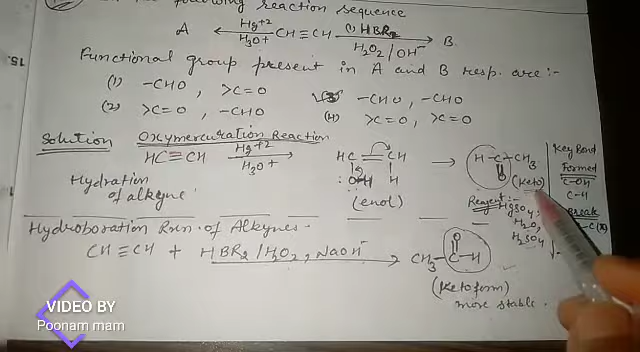 following reaction sequence
A ← Hg+2 / H3O+ CH≡CH (1) HBR2 / H2O2/OH⁻ → B.
Functional group present in A and B resp. are:-
(1) -CHO, >C=O (3) -CHO, -CHO
(2) >C=O, -CHO (4) >C=O, >C=O
Solution Oxymercuration Reaction
HC≡CH Hg+2 / H3O+ → HC=CH → H-C-CH3
:OH H
O
Hydration
of alkyne
(enol)
(Keto)
Reagent:-
HgSO4,
H2O,
H2SO4
Key Bond
Formed
C-OH
C-H
Break
Hydroboration Rxn. of Alkynes-
CH≡CH + HBR2/H2O2, NaOH → CH3-C-H
O
(Keto form)
more stable.
15.
VIDEO BY
Poonam mam